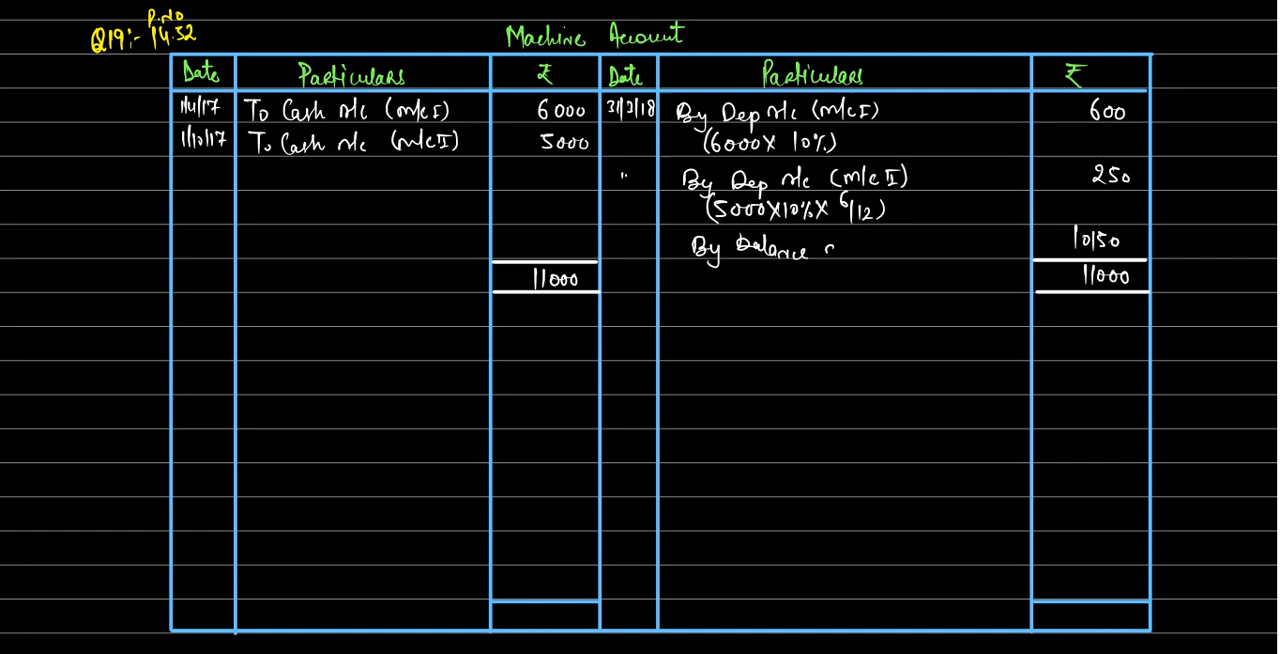 P.NO
Q19:- 14.52
Machine Account
Date Particulars ₹ Date Particulars ₹
1/4/17 To Cash A/c (m/c I) 6000 31/3/18 By Dep A/c (m/c I) 600
1/10/17 To Cash A/c (m/c II) 5000 (6000 X 10%)
" By Dep A/c (m/c II) 250
(5000X10% X 6/12)
By balance 10150
11000 11000